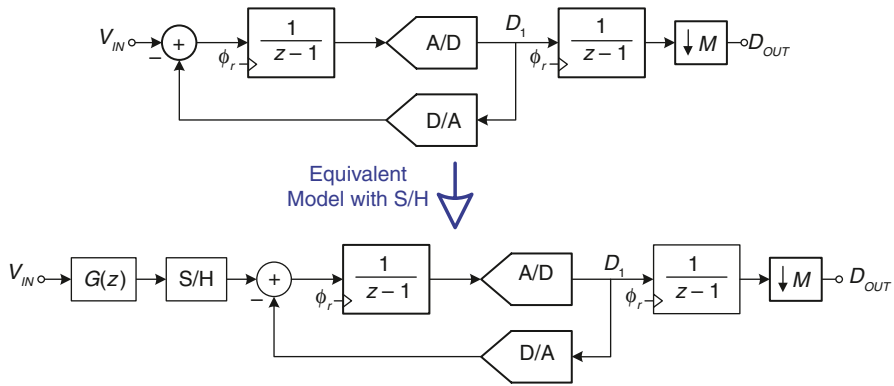 V_IN + − φ_r 1/(z − 1) A/D D_1 φ_r 1/(z − 1) ↓ M D_OUT
D/A
Equivalent
Model with S/H
V_IN G(z) S/H + − φ_r 1/(z − 1) A/D D_1 φ_r 1/(z − 1) ↓ M D_OUT
D/A